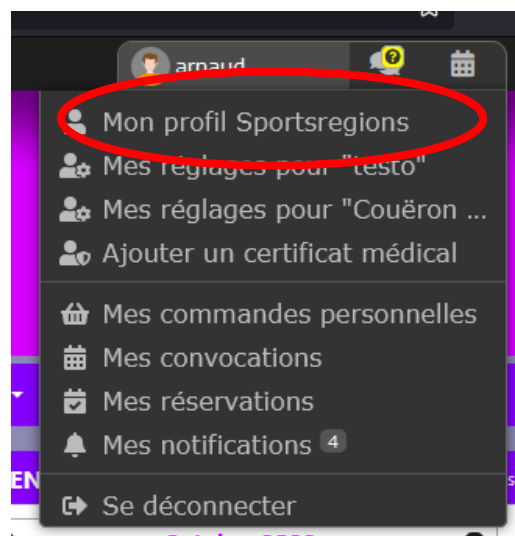 arnaud
Mon profil Sportsregions
Mes réglages pour "testo"
Mes réglages pour "Couëron ...
Ajouter un certificat médical
Mes commandes personnelles
Mes convocations
Mes réservations
Mes notifications 4
Se déconnecter
EN